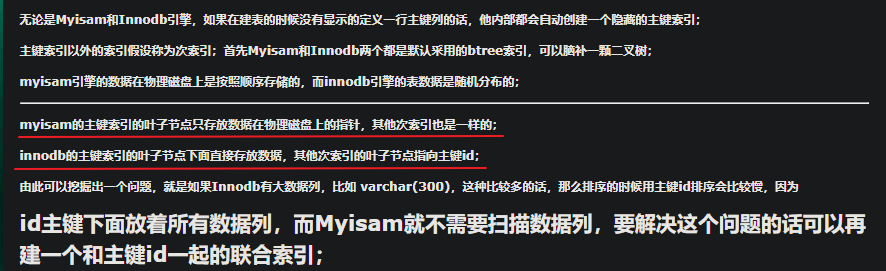 无论是Myisam和Innodb引擎，如果在建表的时候没有显示的定义一行主键列的话，他内部都会自动创建一个隐藏的主键索引；
主键索引以外的索引假设称为次索引；首先Myisam和Innodb两个都是默认采用的btree索引，可以脑补一颗二叉树；
myisam引擎的数据在物理磁盘上是按照顺序存储的，而innodb引擎的表数据是随机分布的；
myisam的主键索引的叶子节点只存放数据在物理磁盘上的指针，其他次索引也是一样的；
innodb的主键索引的叶子节点下面直接存放数据，其他次索引的叶子节点指向主键id；
由此可以挖掘出一个问题，就是如果Innodb有大数据列，比如 varchar(300)，这种比较多的话，那么排序的时候用主键id排序会比较慢，因为
id主键下面放着所有数据列，而Myisam就不需要扫描数据列，要解决这个问题的话可以再
建一个和主键id一起的联合索引；